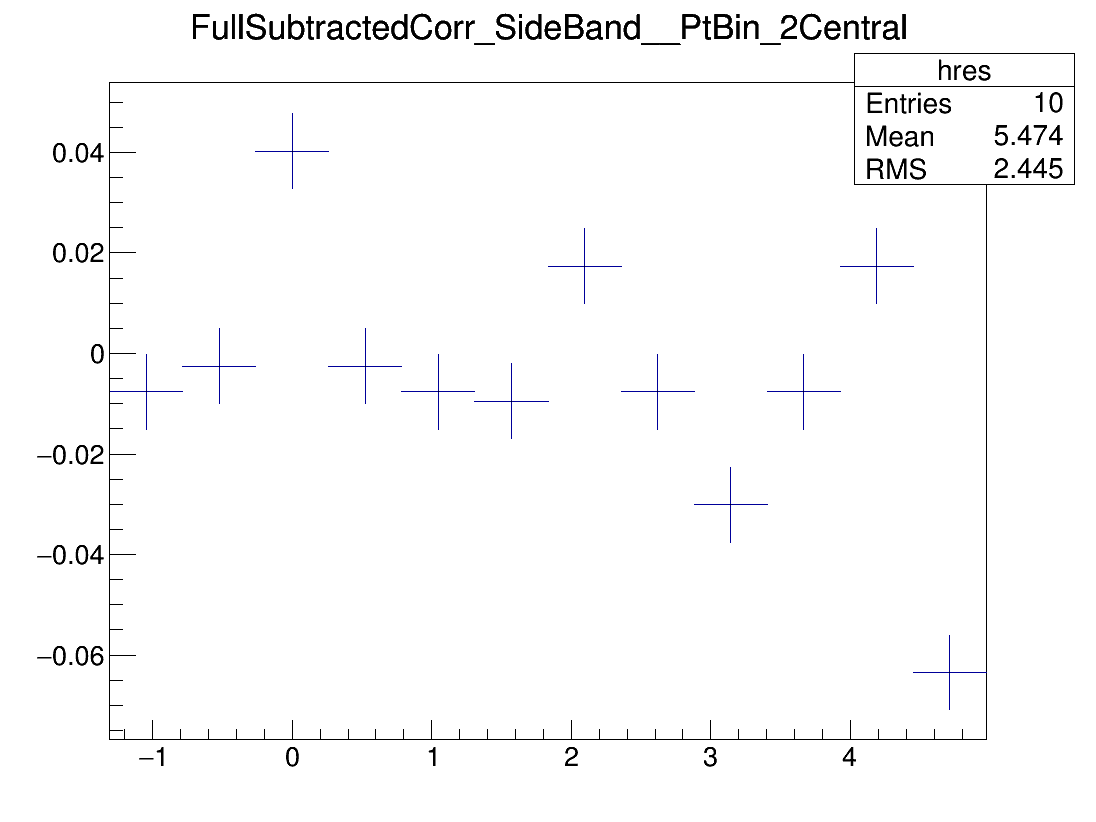 FullSubtractedCorr_SideBand__PtBin_2Central
hres
Entries 10
Mean 5.474
RMS 2.445
0.04
0.02
0
−0.02
−0.04
−0.06
−1 0 1 2 3 4